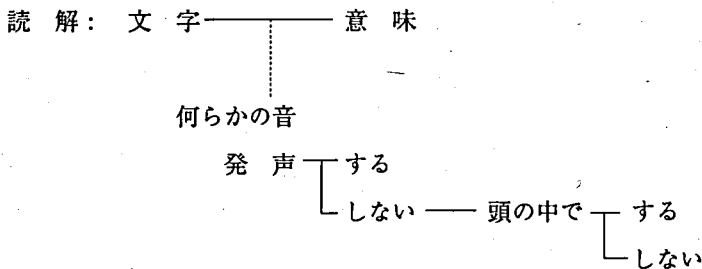 読解：文字 意味
何らかの音
発声 する
しない 頭の中で する
しない